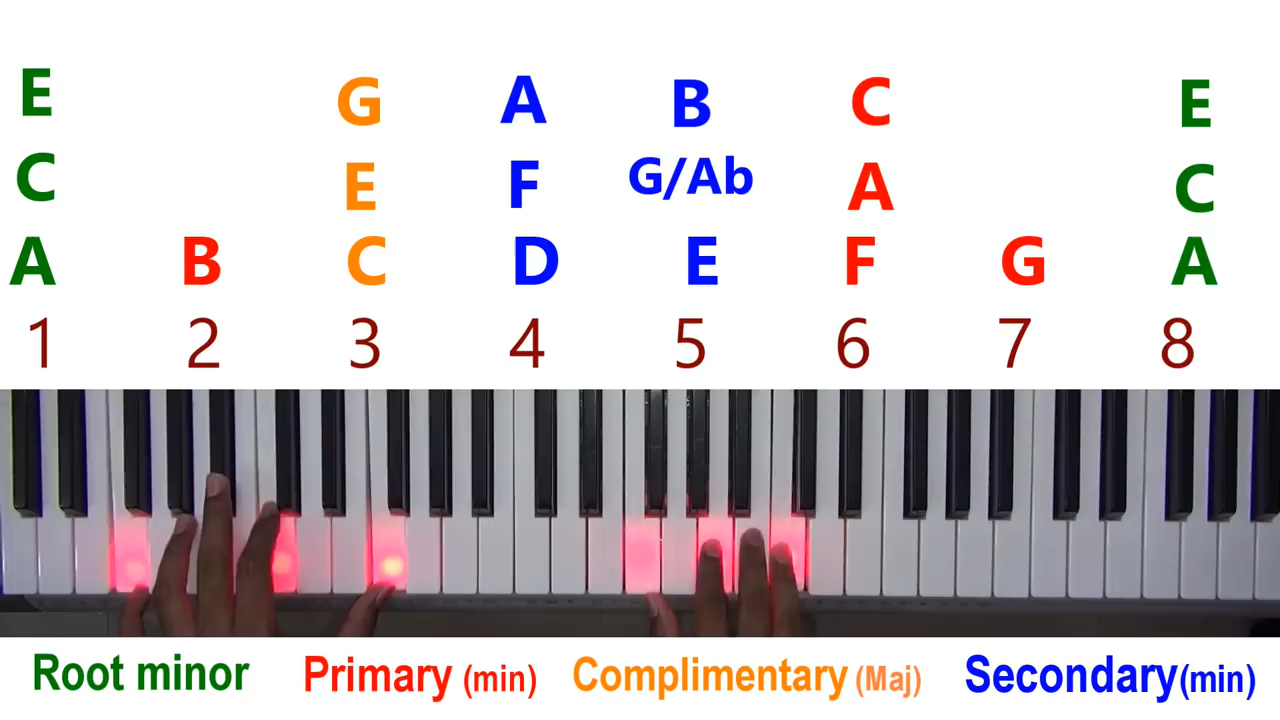 E G A B C E
C E F G/Ab A C
A B C D E F G A
1 2 3 4 5 6 7 8
Root minor Primary (min) Complimentary (Maj) Secondary(min)